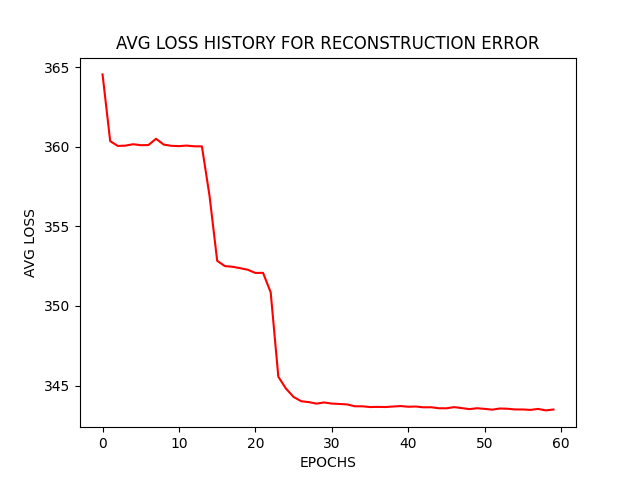 AVG LOSS HISTORY FOR RECONSTRUCTION ERROR
365
360
355
350
345
AVG LOSS
0 10 20 30 40 50 60
EPOCHS